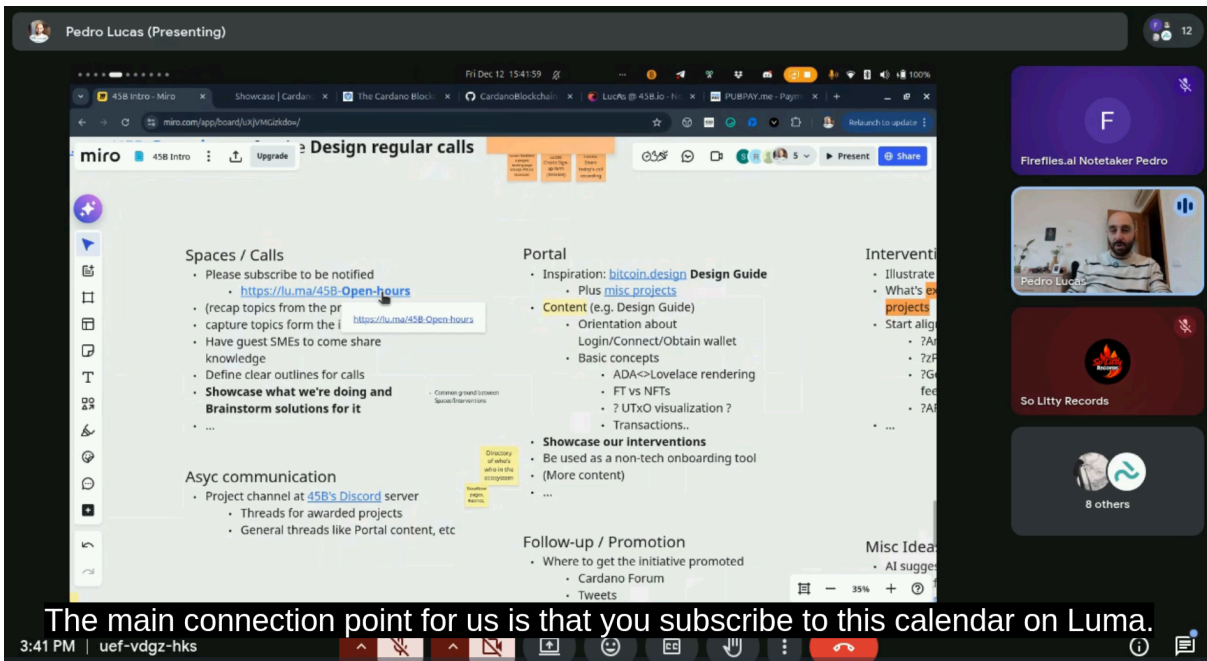 Pedro Lucas (Presenting)
12
Fri Dec 12 15:41:59
100%
45B Intro - Miro
Showcase | Cardan
The Cardano Block
CardanoBlockchain
LucAs @ 45B.io - N
PUBPAY.me - Paym
miro.com/app/board/uXjVMGizkdo=/
Relaunch to update
miro
45B Intro
Upgrade
e Design regular calls
5
Present
Share
Spaces / Calls
Please subscribe to be notified
https://lu.ma/45B-Open-hours
(recap topics from the pr
https://lu.ma/45B-Open-hours
capture topics form the i
Have guest SMEs to come share
knowledge
Define clear outlines for calls
Showcase what we're doing and
Brainstorm solutions for it
...
Common ground between
Spaces/Interventions
Asyc communication
Project channel at 45B's Discord server
Threads for awarded projects
General threads like Portal content, etc
Directory
of who's
who in the
ecosystem
Portal
Inspiration: bitcoin.design Design Guide
Plus misc projects
Content (e.g. Design Guide)
Orientation about
Login/Connect/Obtain wallet
Basic concepts
ADA<>Lovelace rendering
FT vs NFTs
? UTxO visualization ?
Transactions..
Showcase our interventions
Be used as a non-tech onboarding tool
(More content)
...
Follow-up / Promotion
Where to get the initiative promoted
Cardano Forum
Tweets
Interventi
Illustrate
What's ex
projects
Start alig
?Ar
?zF
?Ge
fee
?AF
...
Misc Idea
AI sugges
35%
F
Fireflies.ai Notetaker Pedro
Pedro Lucas
So Litty Records
8 others
The main connection point for us is that you subscribe to this calendar on Luma.
3:41 PM | uef-vdgz-hks